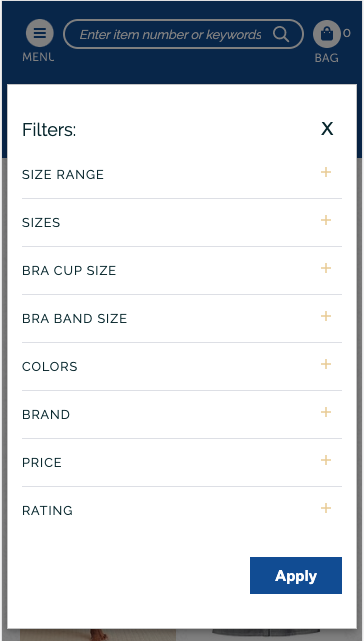 Enter item number or keywords
0
MENU
BAG
Filters:
X
SIZE RANGE
SIZES
BRA CUP SIZE
BRA BAND SIZE
COLORS
BRAND
PRICE
RATING
Apply